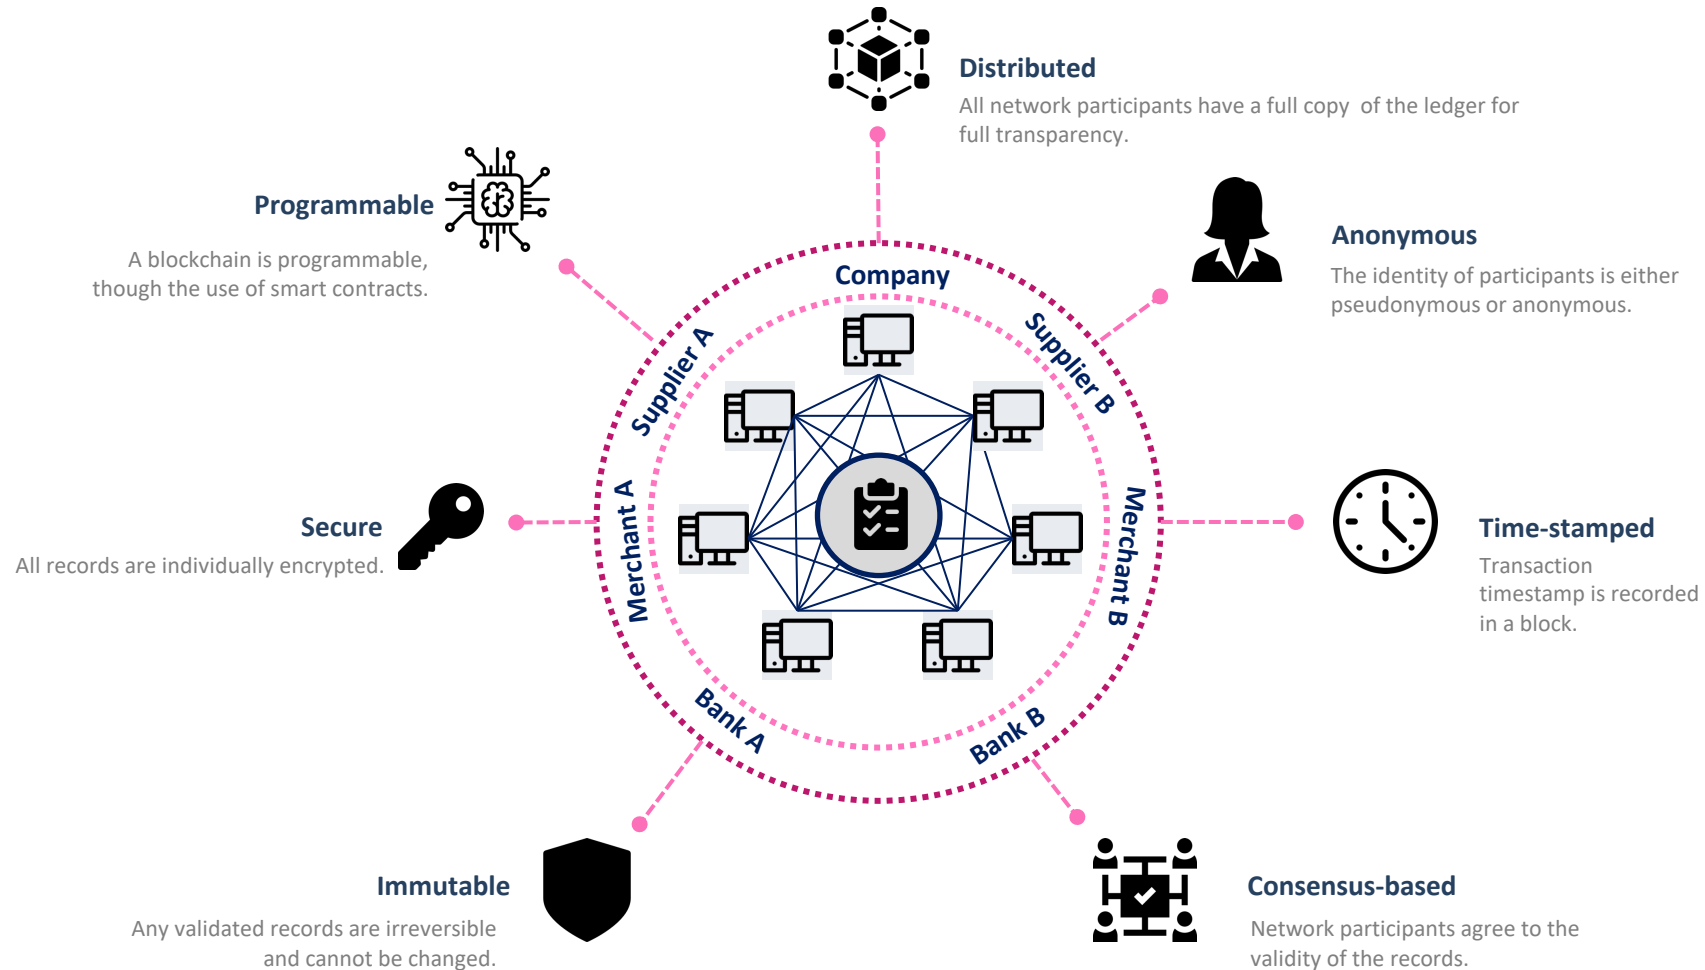 Distributed
All network participants have a full copy of the ledger for
full transparency.
Programmable
A blockchain is programmable,
though the use of smart contracts.
Anonymous
The identity of participants is either
pseudonymous or anonymous.
Company
Supplier A
Supplier B
Merchant A
Merchant B
Bank A
Bank B
Secure
All records are individually encrypted.
Time-stamped
Transaction
timestamp is recorded
in a block.
Immutable
Any validated records are irreversible
and cannot be changed.
Consensus-based
Network participants agree to the
validity of the records.